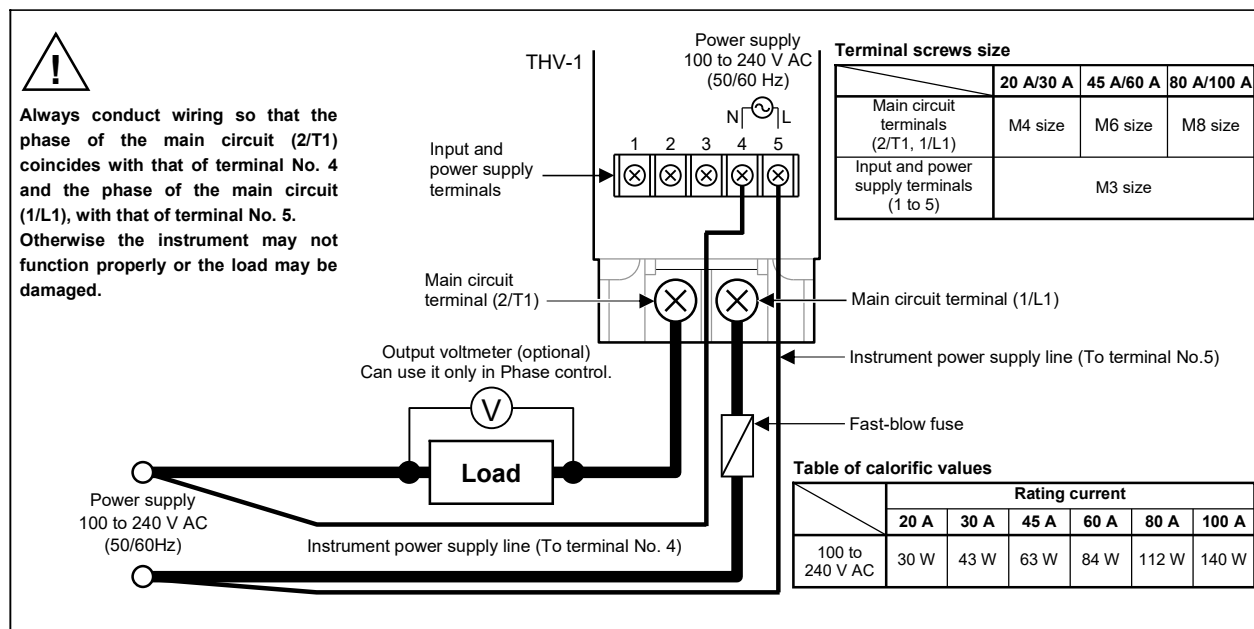 !
Always conduct wiring so that the
phase of the main circuit (2/T1)
coincides with that of terminal No. 4
and the phase of the main circuit
(1/L1), with that of terminal No. 5.
Otherwise the instrument may not
function properly or the load may be
damaged.
THV-1
Power supply
100 to 240 V AC
(50/60 Hz)
N L
1 2 3 4 5
Input and
power supply
terminals
Main circuit
terminal (2/T1)
Main circuit terminal (1/L1)
Output voltmeter (optional)
Can use it only in Phase control.
V
Instrument power supply line (To terminal No.5)
Fast-blow fuse
Load
Power supply
100 to 240 V AC
(50/60Hz)
Instrument power supply line (To terminal No. 4)
Terminal screws size
20 A/30 A 45 A/60 A 80 A/100 A
Main circuit
terminals
(2/T1, 1/L1)
M4 size M6 size M8 size
Input and power
supply terminals
(1 to 5)
M3 size
Table of calorific values
Rating current
20 A 30 A 45 A 60 A 80 A 100 A
100 to
240 V AC
30 W 43 W 63 W 84 W 112 W 140 W